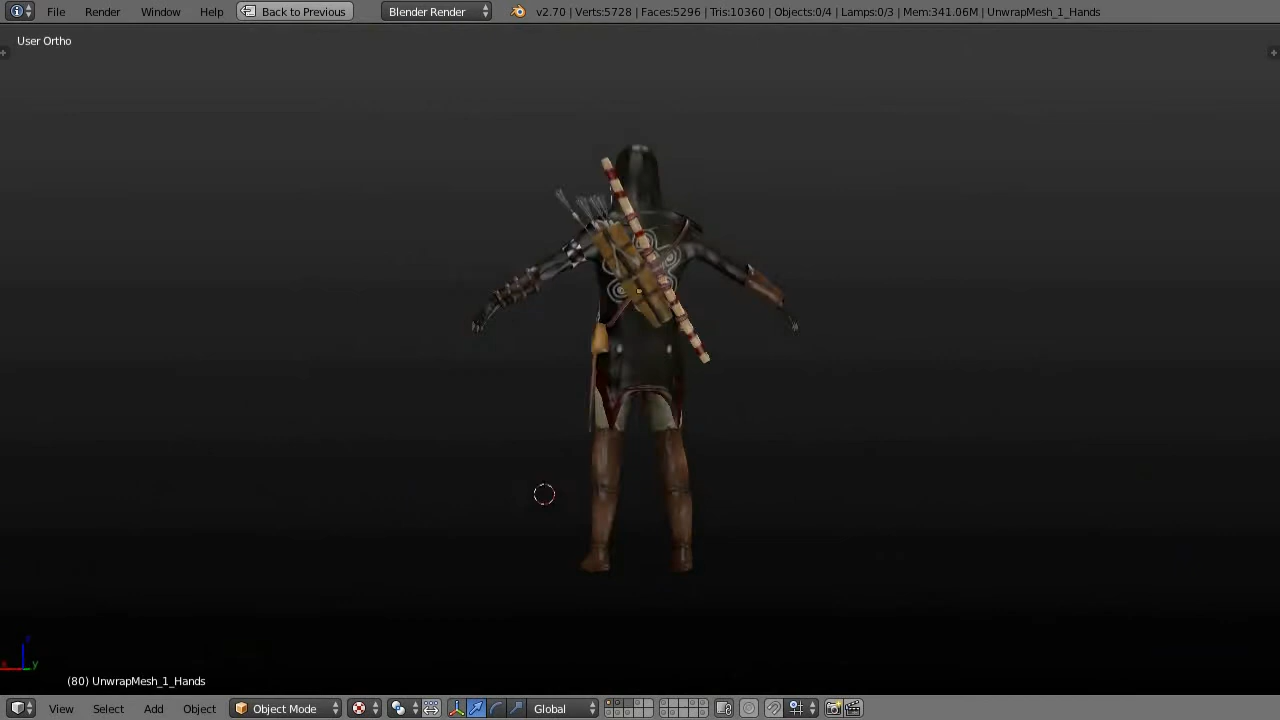 File Render Window Help Back to Previous Blender Render v2.70 | Verts:5728 | Faces:5296 | Tris:10360 | Objects:0/4 | Lamps:0/3 | Mem:341.06M | UnwrapMesh_1_Hands
User Ortho
y
x y
(80) UnwrapMesh_1_Hands
View Select Add Object Object Mode Global